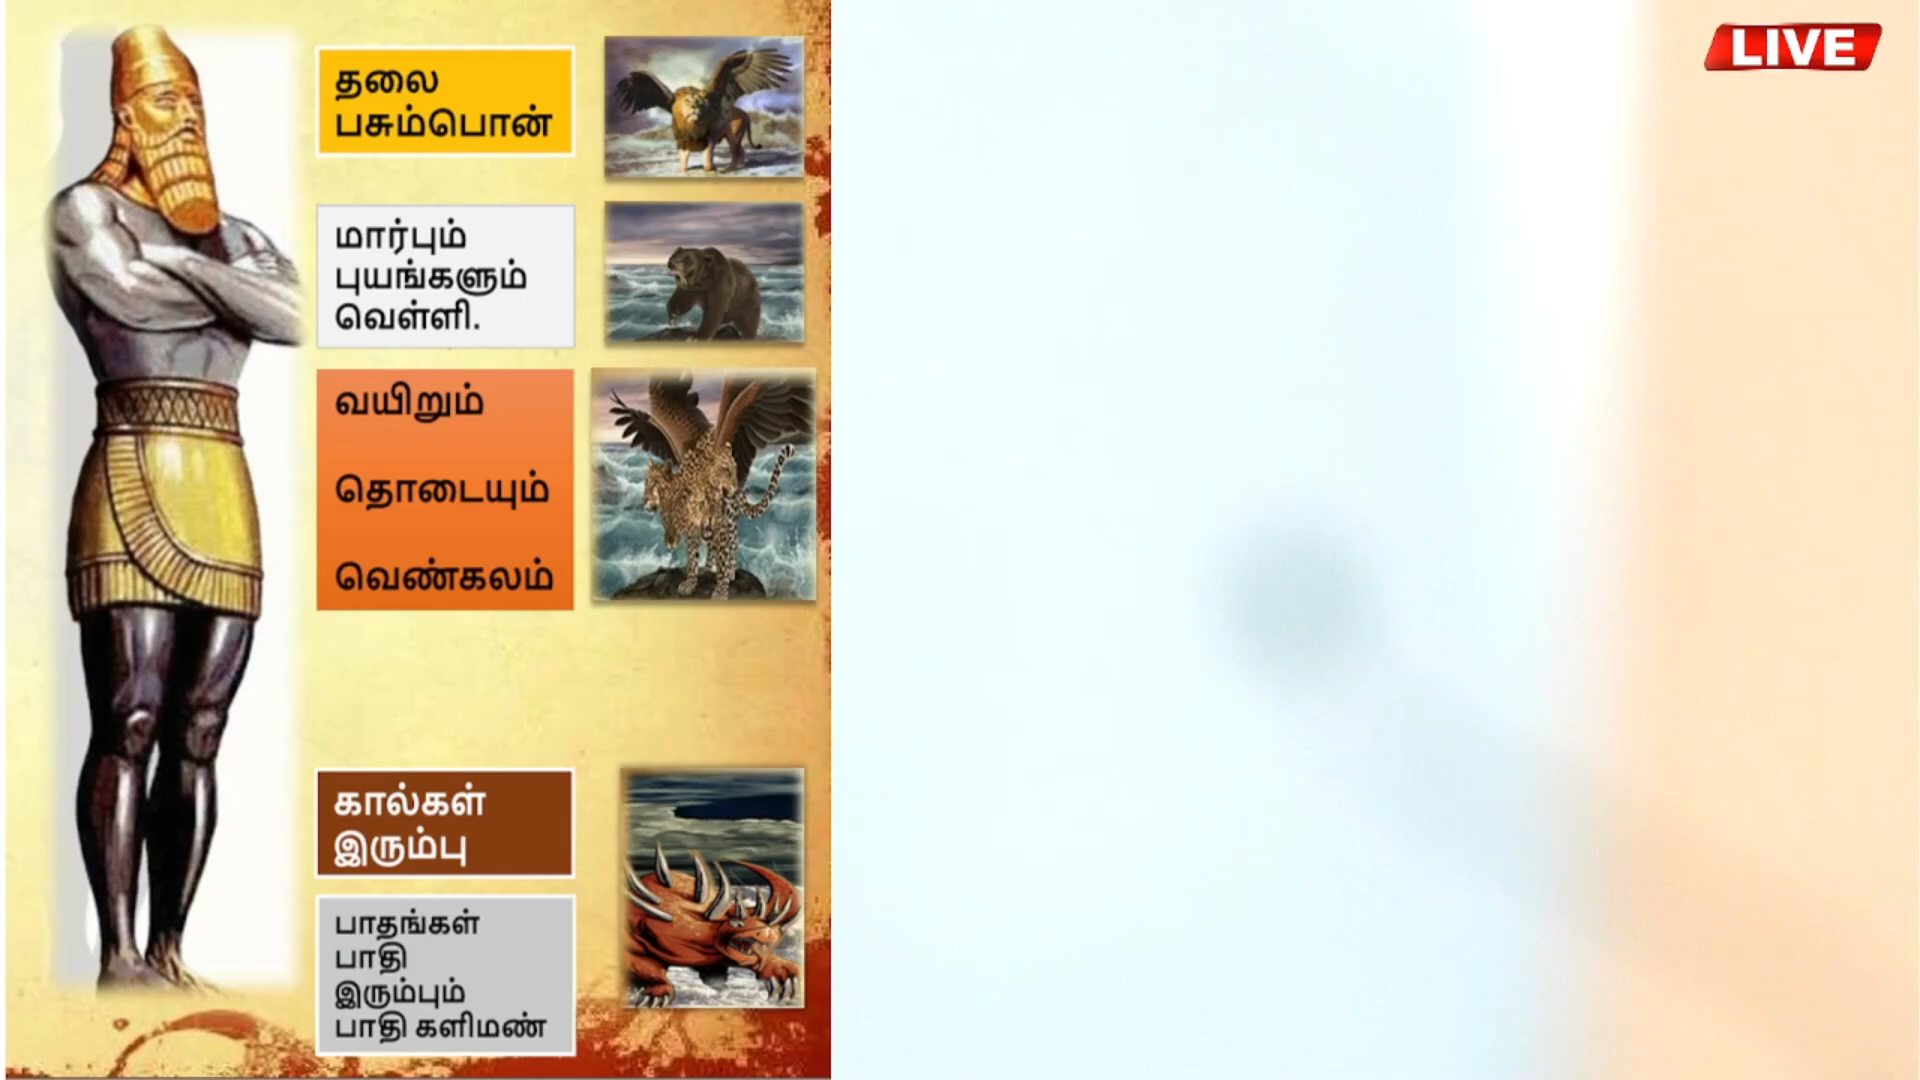 தலை
பசும்பொன்
மார்பும்
புயங்களும்
வெள்ளி.
வயிறும்
தொடையும்
வெண்கலம்
கால்கள்
இரும்பு
பாதங்கள்
பாதி
இரும்பும்
பாதி களிமண்
LIVE